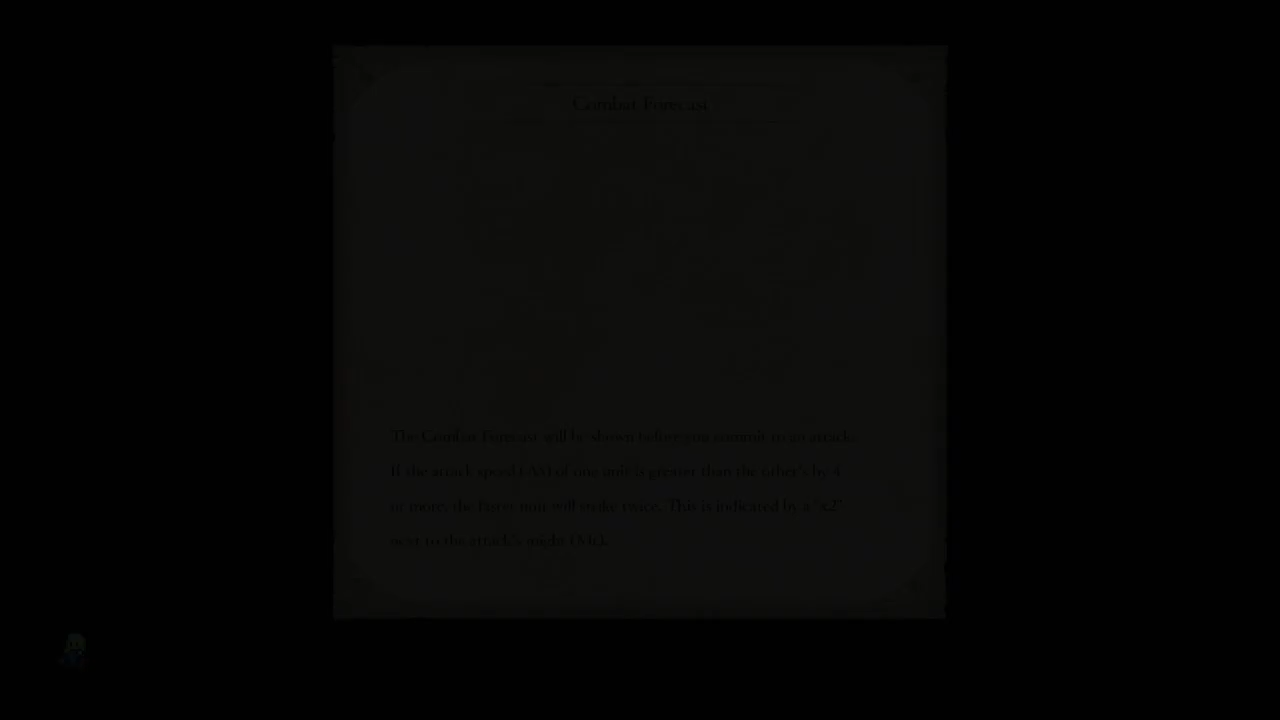 Combat Forecast
The Combat Forecast will be shown before you commit to an attack.
If the attack speed (AS) of one unit is greater than the other's by 4
or more, the faster unit will strike twice. This is indicated by a "x2"
next to the attack's might (Mt).